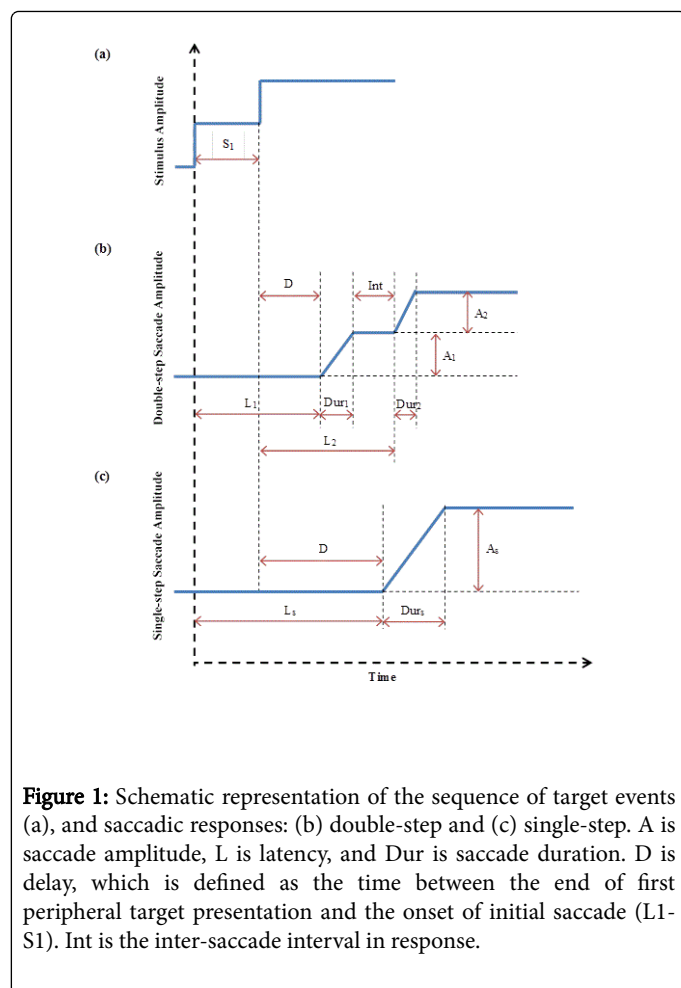 (a)
Stimulus Amplitude
S1
(b)
Double-step Saccade Amplitude
D
Int
A2
A1
L1
Dur1
Dur2
L2
(c)
Single-step Saccade Amplitude
D
As
Ls
Durs
Time
Figure 1: Schematic representation of the sequence of target events
(a), and saccadic responses: (b) double-step and (c) single-step. A is
saccade amplitude, L is latency, and Dur is saccade duration. D is
delay, which is defined as the time between the end of first
peripheral target presentation and the onset of initial saccade (L1-
S1). Int is the inter-saccade interval in response.